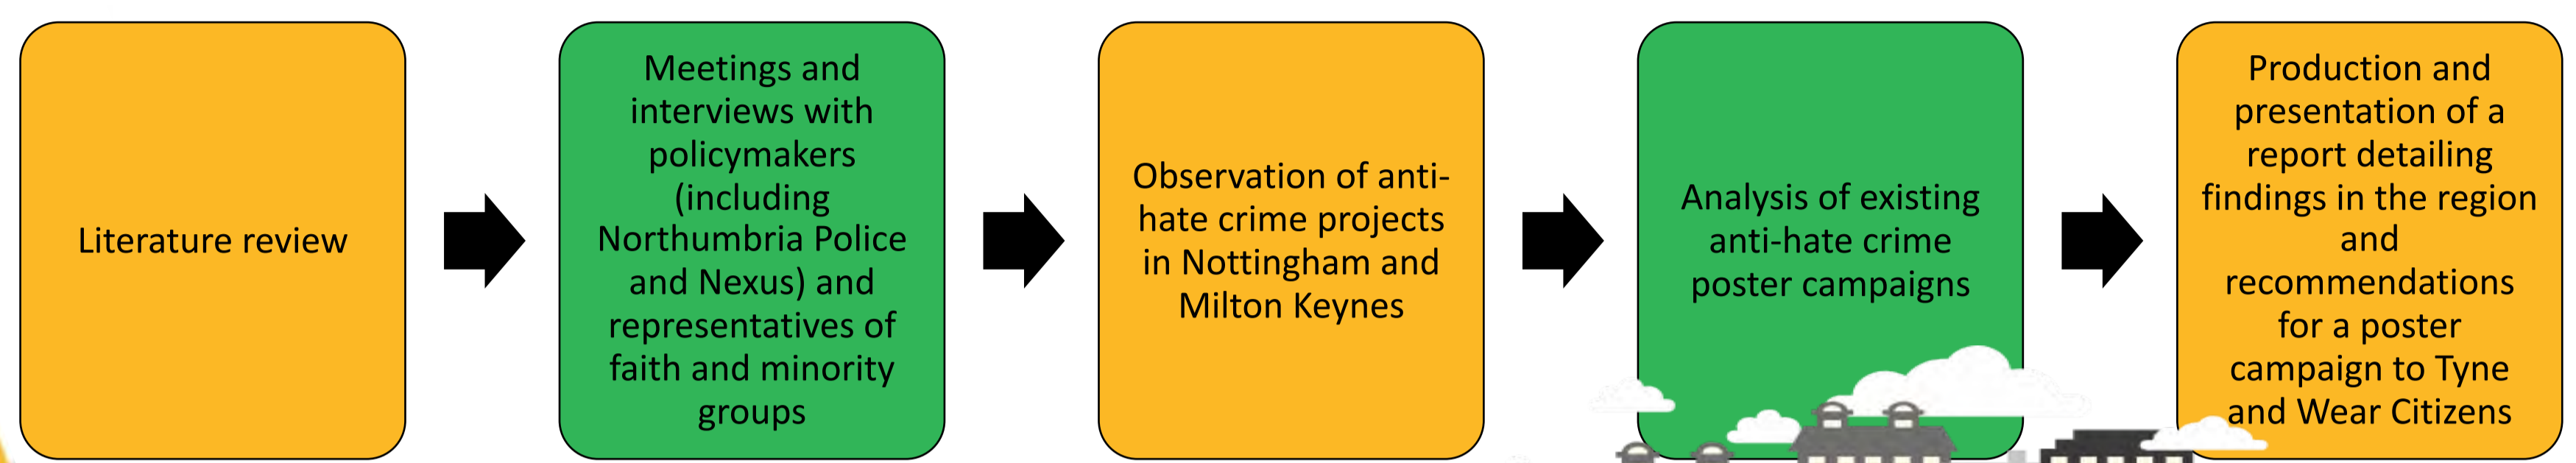 Literature review
Meetings and
interviews with
policymakers
(including
Northumbria Police
and Nexus) and
representatives of
faith and minority
groups
Observation of anti-
hate crime projects
in Nottingham and
Milton Keynes
Analysis of existing
anti-hate crime
poster campaigns
Production and
presentation of a
report detailing
findings in the region
and
recommendations
for a poster
campaign to Tyne
and Wear Citizens